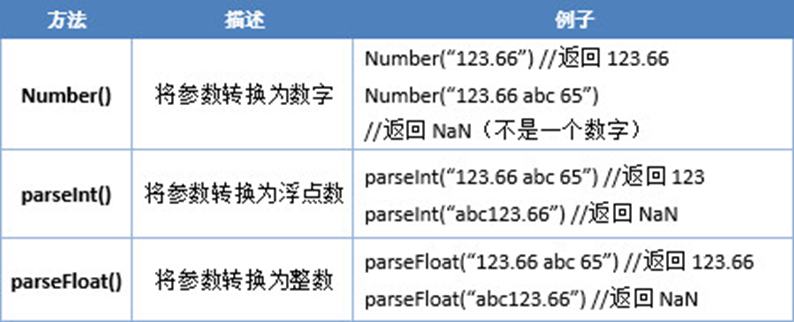 方法 描述 例子
Number() 将参数转换为数字 Number(“123.66”) //返回 123.66
Number(“123.66 abc 65”)
//返回 NaN（不是一个数字）
parseInt() 将参数转换为浮点数 parseInt(“123.66 abc 65”) //返回 123
parseInt(“abc123.66”) //返回 NaN
parseFloat() 将参数转换为整数 parseFloat(“123.66 abc 65”) //返回 123.66
parseFloat(“abc123.66”) //返回 NaN